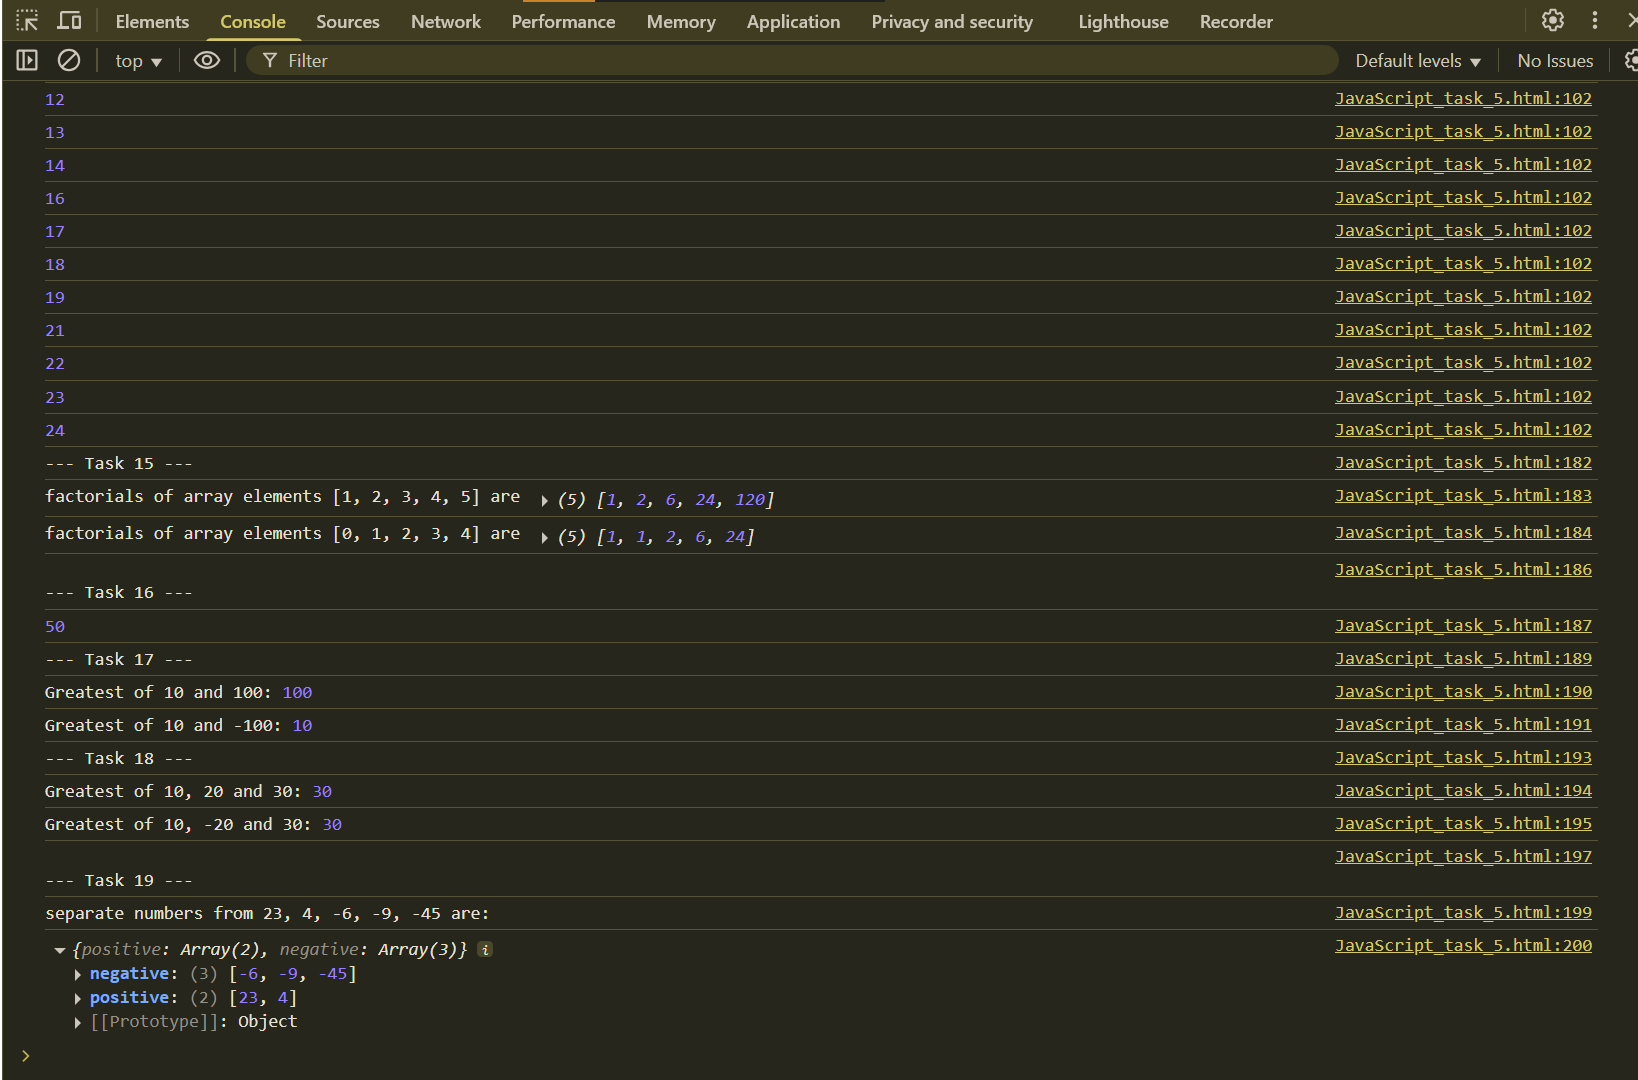 Elements Console Sources Network Performance Memory Application Privacy and security Lighthouse Recorder
top Filter Default levels No Issues
12 JavaScript_task_5.html:102
13 JavaScript_task_5.html:102
14 JavaScript_task_5.html:102
16 JavaScript_task_5.html:102
17 JavaScript_task_5.html:102
18 JavaScript_task_5.html:102
19 JavaScript_task_5.html:102
21 JavaScript_task_5.html:102
22 JavaScript_task_5.html:102
23 JavaScript_task_5.html:102
24 JavaScript_task_5.html:102
--- Task 15 --- JavaScript_task_5.html:182
factorials of array elements [1, 2, 3, 4, 5] are (5) [1, 2, 6, 24, 120] JavaScript_task_5.html:183
factorials of array elements [0, 1, 2, 3, 4] are (5) [1, 1, 2, 6, 24] JavaScript_task_5.html:184
JavaScript_task_5.html:186
--- Task 16 ---
50 JavaScript_task_5.html:187
--- Task 17 --- JavaScript_task_5.html:189
Greatest of 10 and 100: 100 JavaScript_task_5.html:190
Greatest of 10 and -100: 10 JavaScript_task_5.html:191
--- Task 18 --- JavaScript_task_5.html:193
Greatest of 10, 20 and 30: 30 JavaScript_task_5.html:194
Greatest of 10, -20 and 30: 30 JavaScript_task_5.html:195
JavaScript_task_5.html:197
--- Task 19 ---
separate numbers from 23, 4, -6, -9, -45 are: JavaScript_task_5.html:199
{positive: Array(2), negative: Array(3)} i JavaScript_task_5.html:200
negative: (3) [-6, -9, -45]
positive: (2) [23, 4]
[[Prototype]]: Object